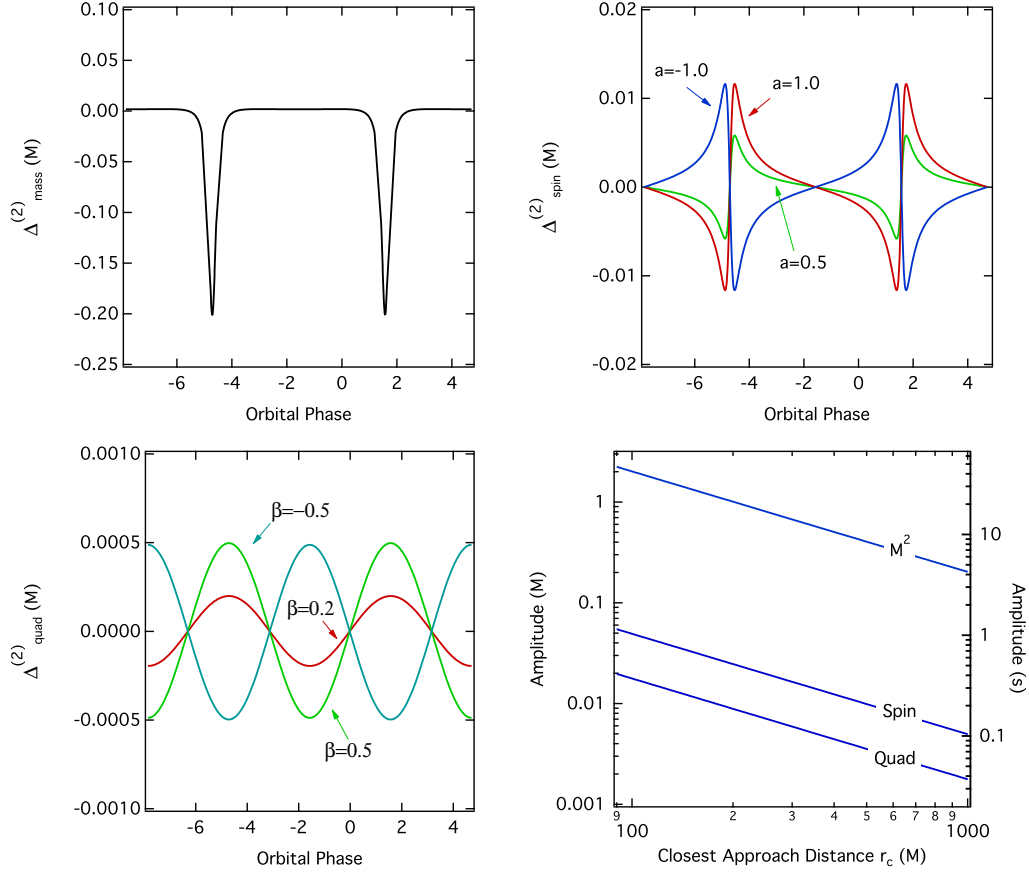 0.10
0.05
0.00
-0.05
-0.10
-0.15
-0.20
-0.25
Δ^(2)_mass (M)
-6 -4 -2 0 2 4
Orbital Phase
0.02
0.01
0.00
-0.01
-0.02
Δ^(2)_spin (M)
a=-1.0
a=1.0
a=0.5
-6 -4 -2 0 2 4
Orbital Phase
0.0010
0.0005
0.0000
-0.0005
-0.0010
Δ^(2)_quad (M)
β=−0.5
β=0.2
β=0.5
-6 -4 -2 0 2 4
Orbital Phase
1
0.1
0.01
0.001
Amplitude (M)
M^2
Spin
Quad
10
1
0.1
Amplitude (s)
9 2 3 4 5 6 7 8 9
100 1000
Closest Approach Distance r_c (M)